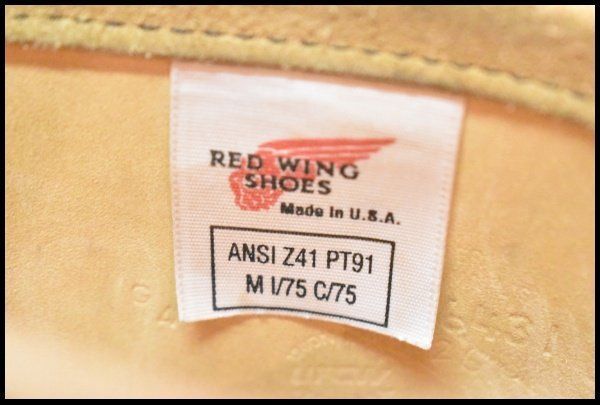 RED WING
SHOES
Made in U.S.A.
ANSI Z41 PT91
M I/75 C/75